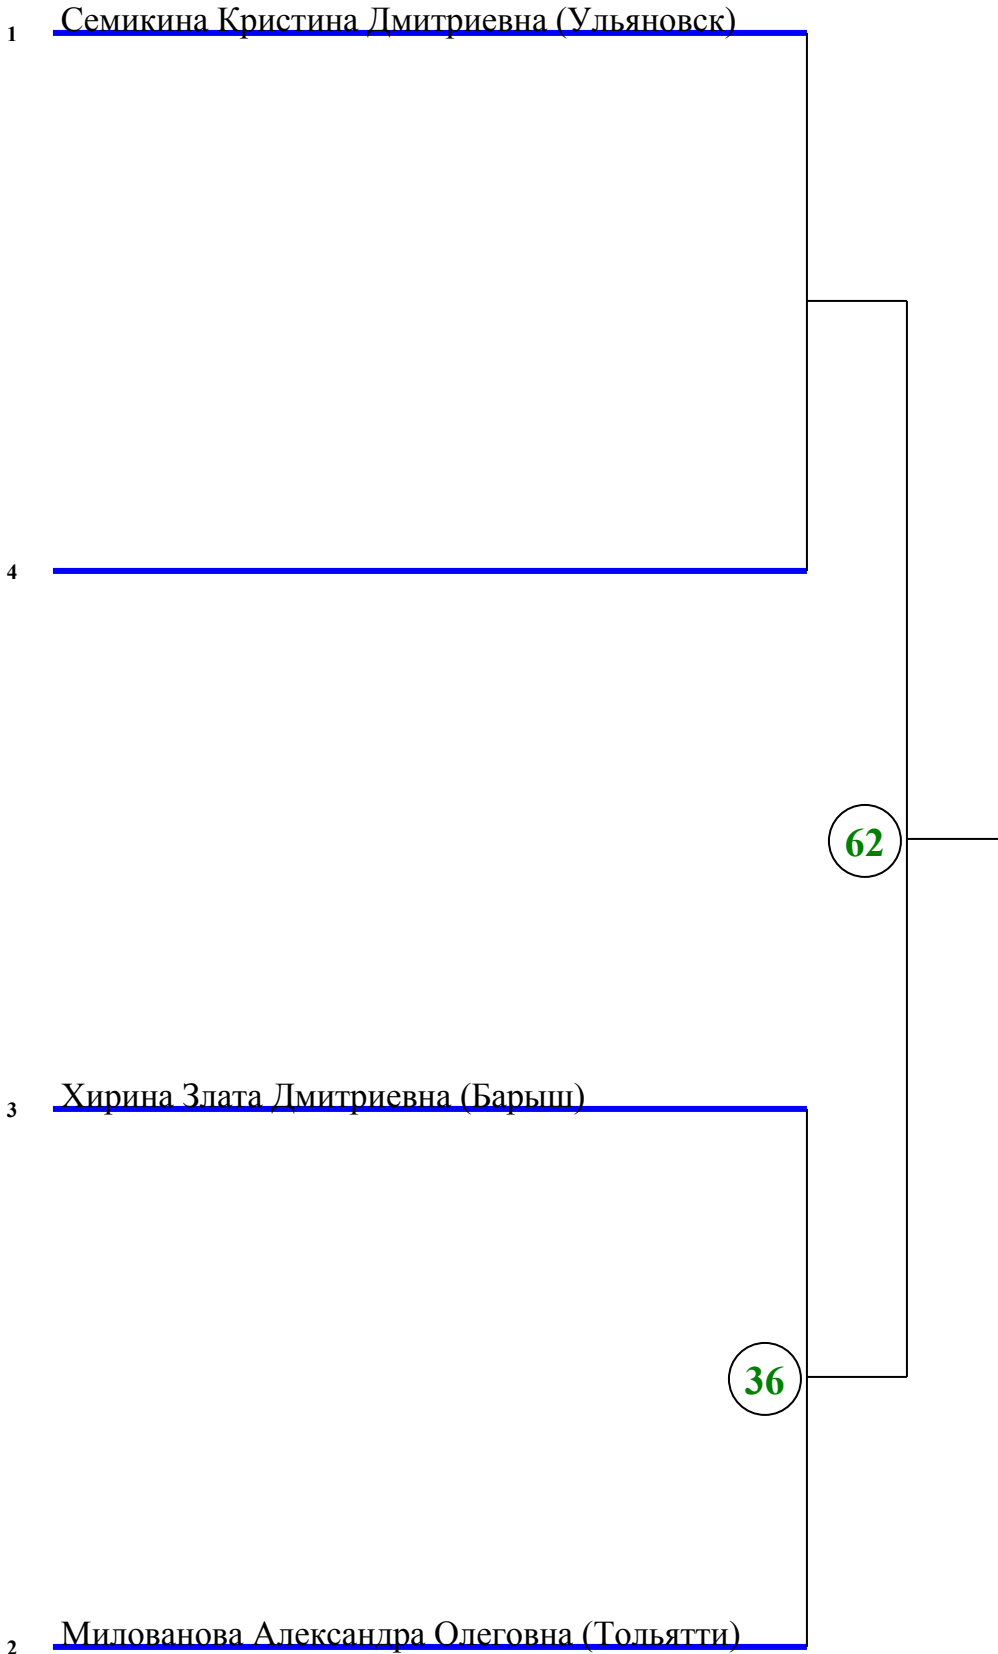 1 Семикина Кристина Дмитриевна (Ульяновск)
4
62
3 Хирина Злата Дмитриевна (Барыш)
36
2 Милованова Александра Олеговна (Тольятти)